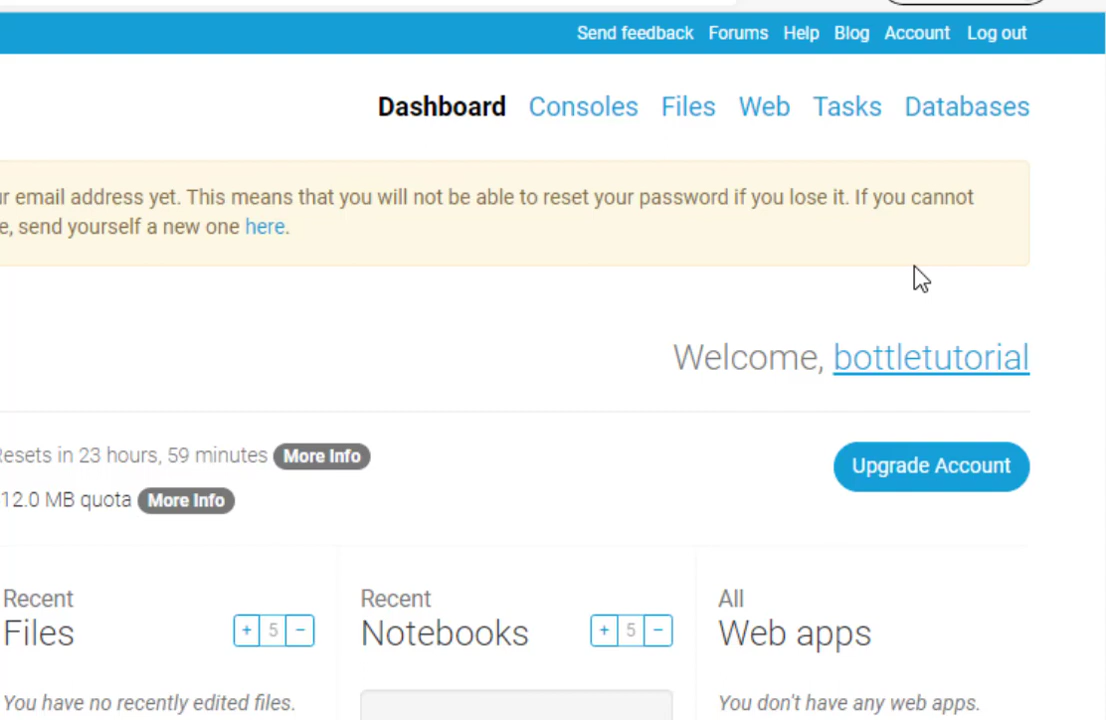 Send feedback Forums Help Blog Account Log out
Dashboard Consoles Files Web Tasks Databases
email address yet. This means that you will not be able to reset your password if you lose it. If you cannot
send yourself a new one here.
Welcome, bottletutorial
Resets in 23 hours, 59 minutes More Info
12.0 MB quota More Info
Upgrade Account
Recent
Files
+ 5 −
Recent
Notebooks
+ 5 −
All
Web apps
You have no recently edited files.
You don't have any web apps.